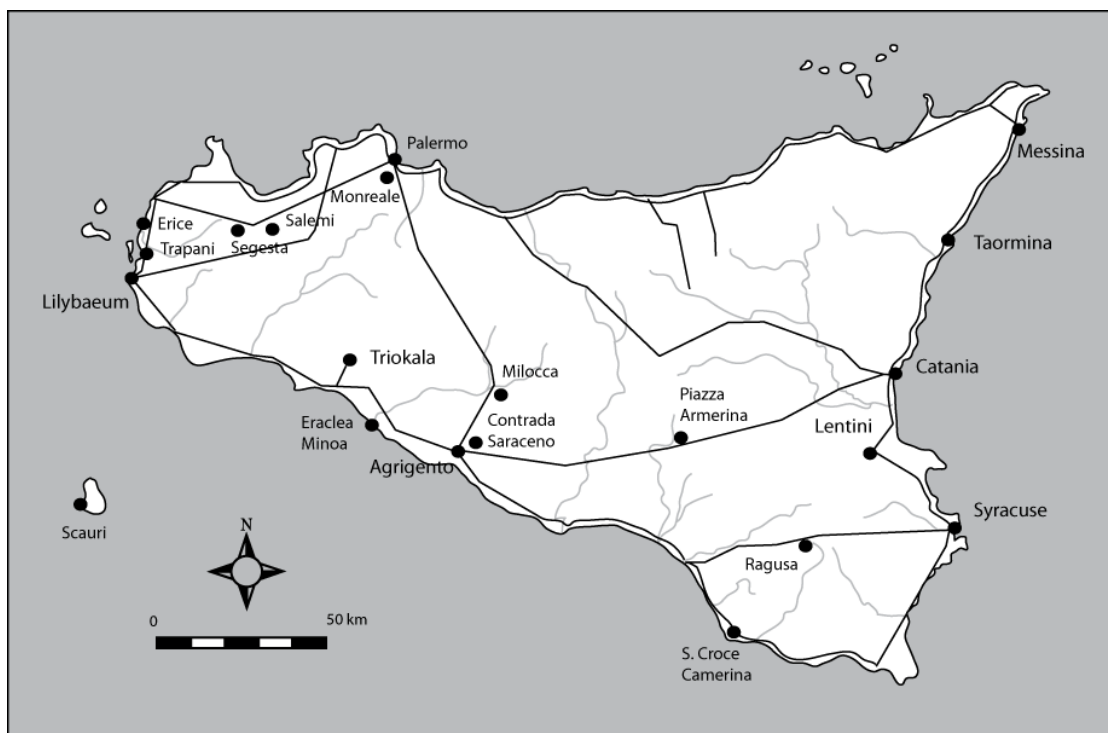 Palermo
Messina
Monreale
Erice
Salemi
Segesta
Trapani
Taormina
Lilybaeum
Triokala
Milocca
Catania
Piazza
Armerina
Eraclea
Minoa
Contrada
Saraceno
Lentini
Agrigento
Scauri
Syracuse
N
Ragusa
0
50 km
S. Croce
Camerina